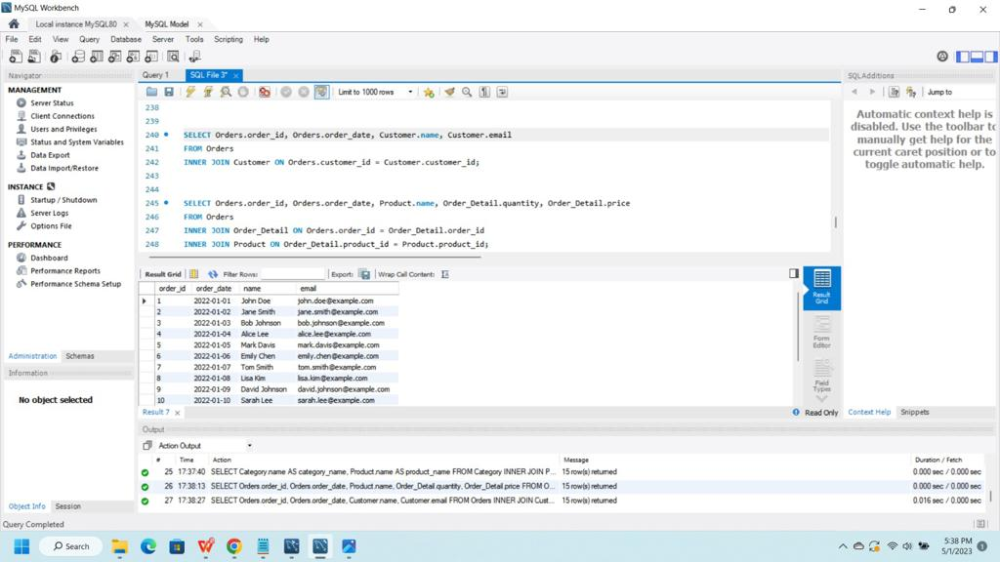 MySQL Workbench
Local instance MySQL80 × MySQL Model ×
File Edit View Query Database Server Tools Scripting Help
Navigator
MANAGEMENT
Server Status
Client Connections
Users and Privileges
Status and System Variables
Data Export
Data Import/Restore
INSTANCE
Startup / Shutdown
Server Logs
Options File
PERFORMANCE
Dashboard
Performance Reports
Performance Schema Setup
Administration Schemas
Information
No object selected
Object Info Session
Query 1 SQL File 3* ×
Limit to 1000 rows
238
239
240 SELECT Orders.order_id, Orders.order_date, Customer.name, Customer.email
241 FROM Orders
242 INNER JOIN Customer ON Orders.customer_id = Customer.customer_id;
243
244
245 SELECT Orders.order_id, Orders.order_date, Product.name, Order_Detail.quantity, Order_Detail.price
246 FROM Orders
247 INNER JOIN Order_Detail ON Orders.order_id = Order_Detail.order_id
248 INNER JOIN Product ON Order_Detail.product_id = Product.product_id;
Result Grid Filter Rows: Export: Wrap Cell Content:
order_id order_date name email
1 2022-01-01 John Doe john.doe@example.com
2 2022-01-02 Jane Smith jane.smith@example.com
3 2022-01-03 Bob Johnson bob.johnson@example.com
4 2022-01-04 Alice Lee alice.lee@example.com
5 2022-01-05 Mark Davis mark.davis@example.com
6 2022-01-06 Emily Chen emily.chen@example.com
7 2022-01-07 Tom Smith tom.smith@example.com
8 2022-01-08 Lisa Kim lisa.kim@example.com
9 2022-01-09 David Johnson david.johnson@example.com
10 2022-01-10 Sarah Lee sarah.lee@example.com
Result Grid
Form Editor
Field Types
Result 7 × Read Only
SQLAdditions
Jump to
Automatic context help is
disabled. Use the toolbar to
manually get help for the
current caret position or to
toggle automatic help.
Context Help Snippets
Output
Action Output
# Time Action Message Duration / Fetch
25 17:37:40 SELECT Category.name AS category_name, Product.name AS product_name FROM Category INNER JOIN P... 15 row(s) returned 0.000 sec / 0.000 sec
26 17:38:13 SELECT Orders.order_id, Orders.order_date, Product.name, Order_Detail.quantity, Order_Detail.price FROM O... 15 row(s) returned 0.000 sec / 0.000 sec
27 17:38:27 SELECT Orders.order_id, Orders.order_date, Customer.name, Customer.email FROM Orders INNER JOIN Cust... 15 row(s) returned 0.016 sec / 0.000 sec
Query Completed
Search
5:38 PM
5/1/2023
1